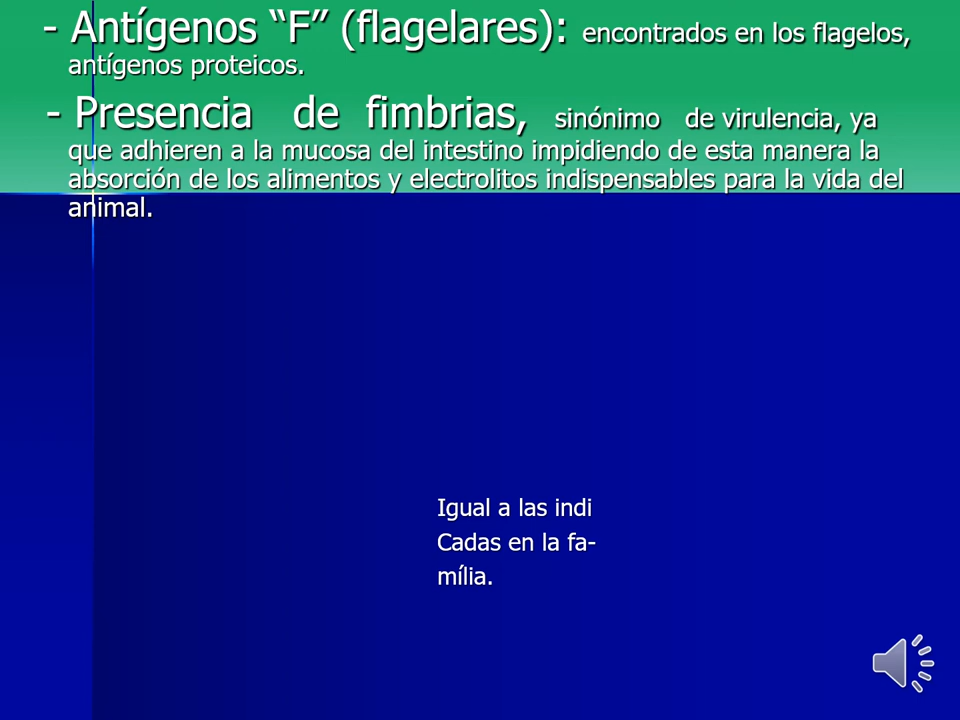 - Antígenos “F” (flagelares): encontrados en los flagelos,
antígenos proteicos.
- Presencia de fimbrias, sinónimo de virulencia, ya
que adhieren a la mucosa del intestino impidiendo de esta manera la
absorción de los alimentos y electrolitos indispensables para la vida del
animal.
Igual a las indi
Cadas en la fa-
mília.